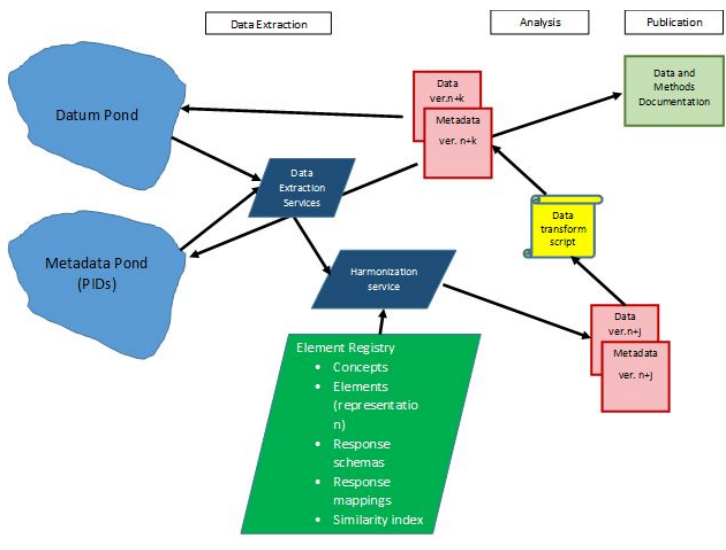 Data Extraction
Analysis
Publication
Datum Pond
Data
ver.n+k
Metadata
ver. n+k
Data and
Methods
Documentation
Data
Extraction
Services
Data
transform
script
Metadata Pond
(PIDs)
Harmonization
service
Data
ver.n+j
Metadata
ver. n+j
Element Registry
• Concepts
• Elements
(representatio
n)
• Response
schemas
• Response
mappings
• Similarity index